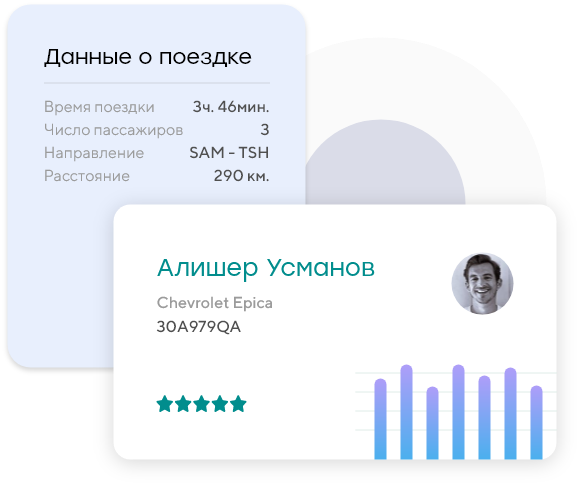 Данные о поездке
Время поездки 3ч. 46мин.
Число пассажиров 3
Направление SAM - TSH
Расстояние 290 км.
Алишер Усманов
Chevrolet Epica
30A979QA